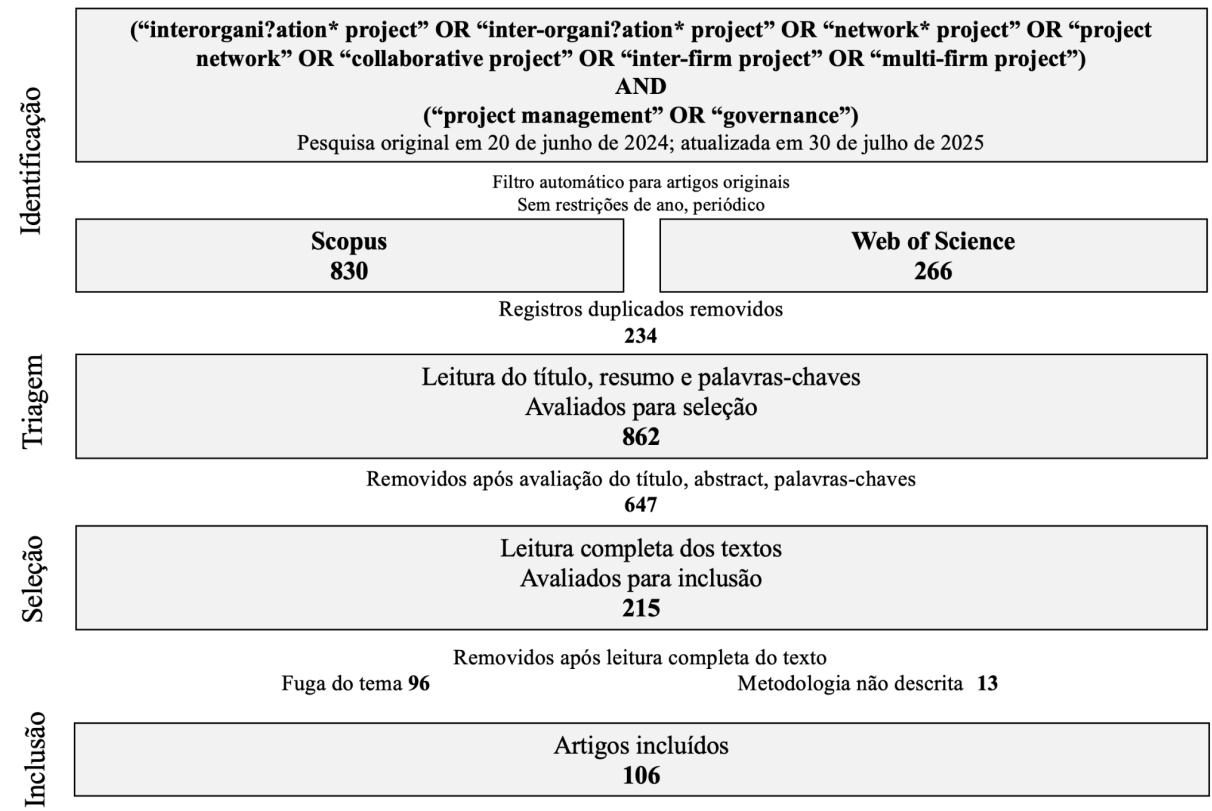 (“interorgani?ation* project” OR “inter-organi?ation* project” OR “network* project” OR “project
network” OR “collaborative project” OR “inter-firm project” OR “multi-firm project”)
AND
(“project management” OR “governance”)
Pesquisa original em 20 de junho de 2024; atualizada em 30 de julho de 2025
Identificação
Filtro automático para artigos originais
Sem restrições de ano, periódico
Scopus
830
Web of Science
266
Registros duplicados removidos
234
Triagem
Leitura do título, resumo e palavras-chaves
Avaliados para seleção
862
Removidos após avaliação do título, abstract, palavras-chaves
647
Seleção
Leitura completa dos textos
Avaliados para inclusão
215
Removidos após leitura completa do texto
Fuga do tema 96
Metodologia não descrita 13
Inclusão
Artigos incluídos
106